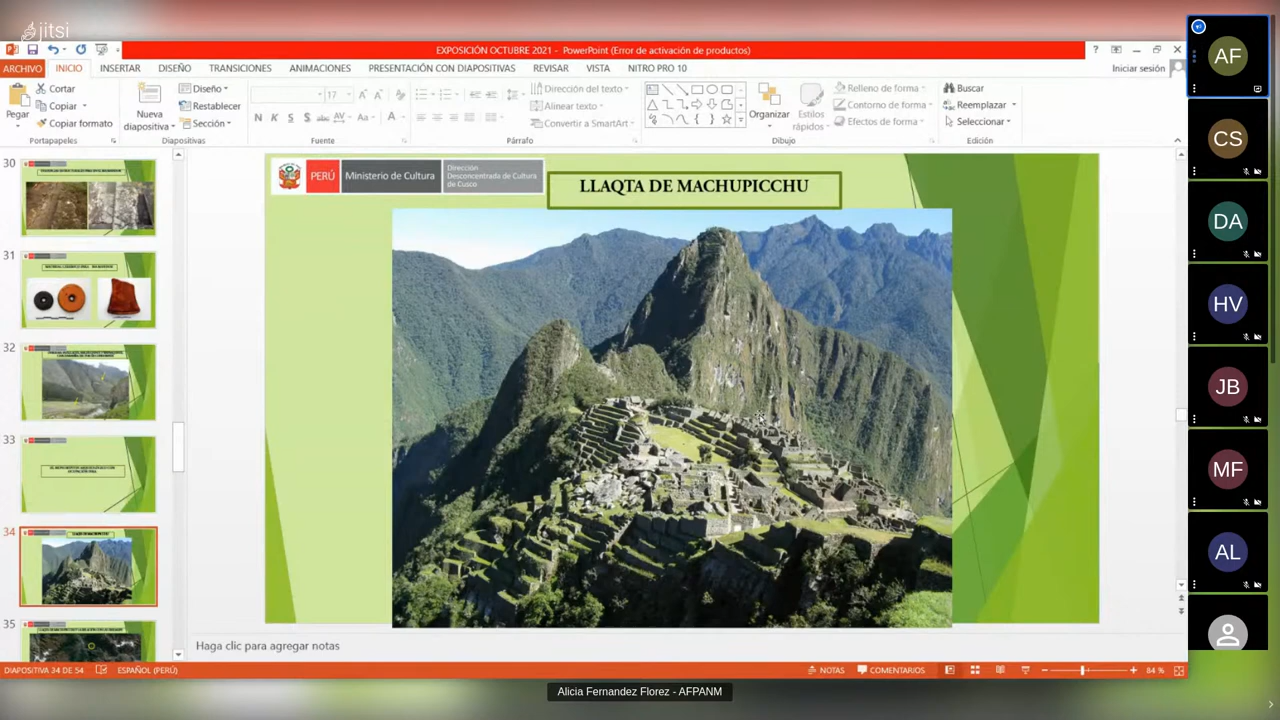 jitsi
EXPOSICIÓN OCTUBRE 2021 - PowerPoint (Error de activación de productos)
ARCHIVO INICIO INSERTAR DISEÑO TRANSICIONES ANIMACIONES PRESENTACIÓN CON DIAPOSITIVAS REVISAR VISTA NITRO PRO 10 Iniciar sesión
Pegar
Cortar
Copiar
Copiar formato
Portapapeles
Nueva
diapositiva
Diseño
Restablecer
Sección
Diapositivas
17
N K S abc AV Aa A
Fuente
Dirección del texto
Alinear texto
Convertir a SmartArt
Párrafo
Organizar
Estilos
rápidos
Relleno de forma
Contorno de forma
Efectos de forma
Dibujo
Buscar
Reemplazar
Seleccionar
Edición
30
31
32
33
34
35
PERÚ
Ministerio de Cultura
Dirección
Desconcentrada de Cultura
de Cusco
LLAQTA DE MACHUPICCHU
Haga clic para agregar notas
DIAPOSITIVA 34 DE 54 ESPAÑOL (PERÚ) NOTAS COMENTARIOS 84 %
Alicia Fernandez Florez - AFPANM
AF
CS
DA
HV
JB
MF
AL